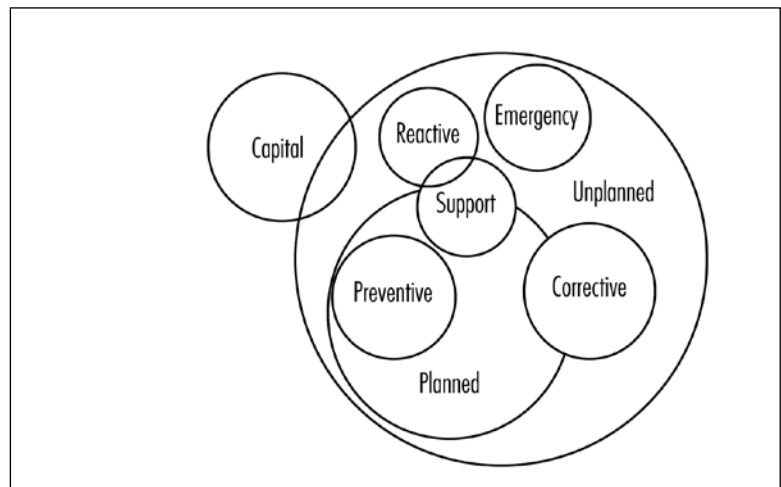 Emergency
Reactive
Capital
Unplanned
Support
Preventive
Corrective
Planned